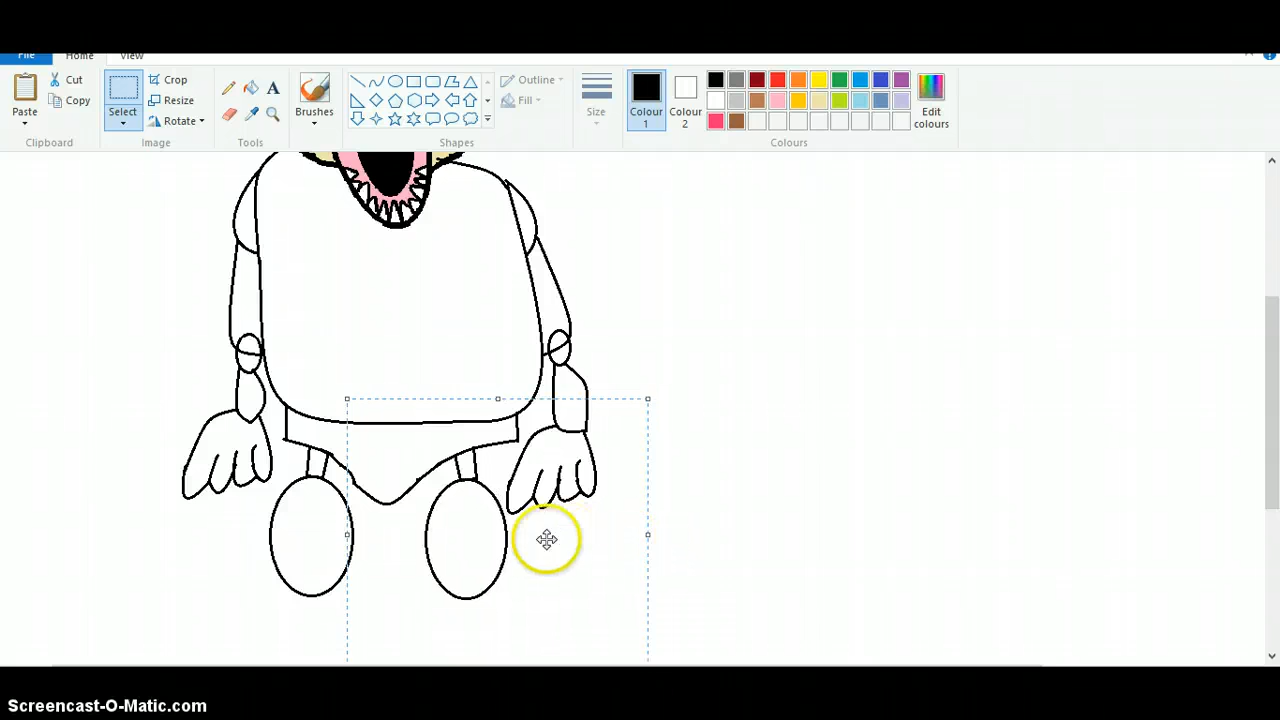 File Home View
Paste
Cut
Copy
Clipboard
Select
Crop
Resize
Rotate
Image
A
Tools
Brushes
Outline
Fill
Shapes
Size
Colour
1
Colour
2
Edit
colours
Colours
Screencast-O-Matic.com